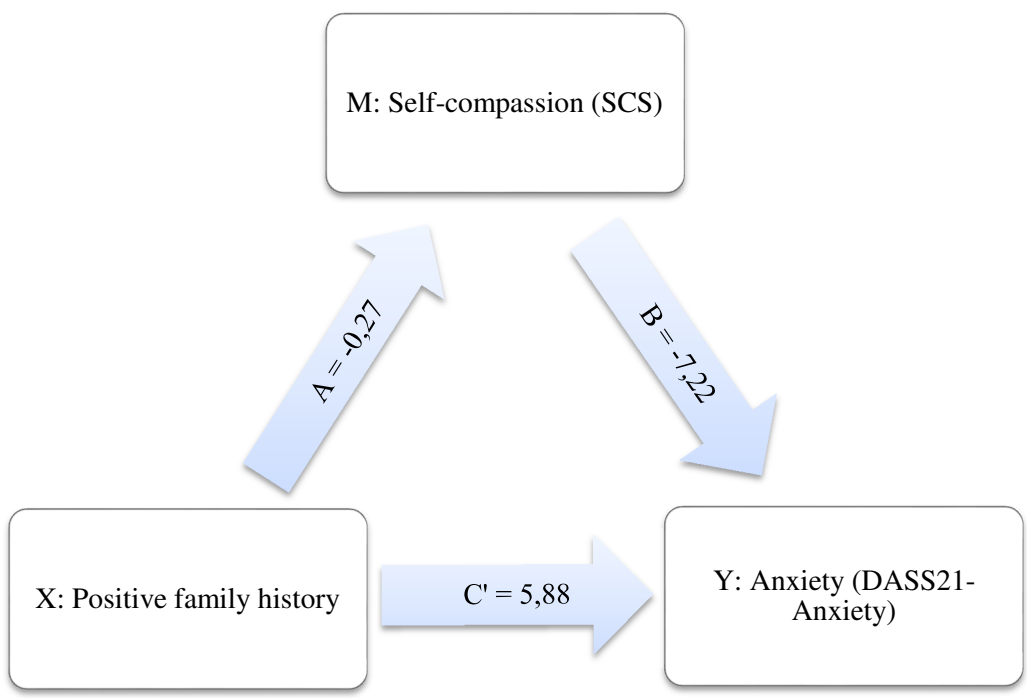 M: Self-compassion (SCS)
A = -0,27
B = -7,22
X: Positive family history
C' = 5,88
Y: Anxiety (DASS21-
Anxiety)